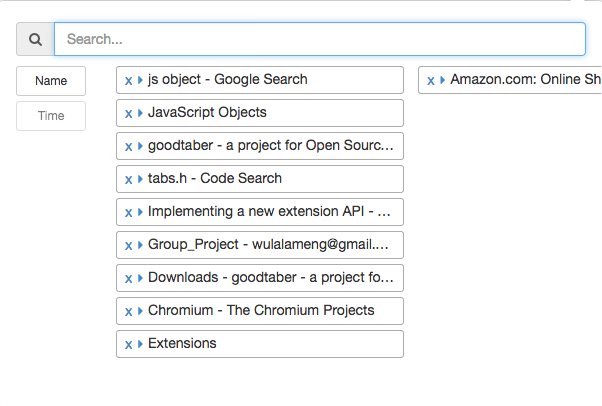 Search...
Name
Time
x js object - Google Search
x JavaScript Objects
x goodtaber - a project for Open Sourc...
x tabs.h - Code Search
x Implementing a new extension API - ...
x Group_Project - wulalameng@gmail....
x Downloads - goodtaber - a project fo...
x Chromium - The Chromium Projects
x Extensions
x Amazon.com: Online Sh